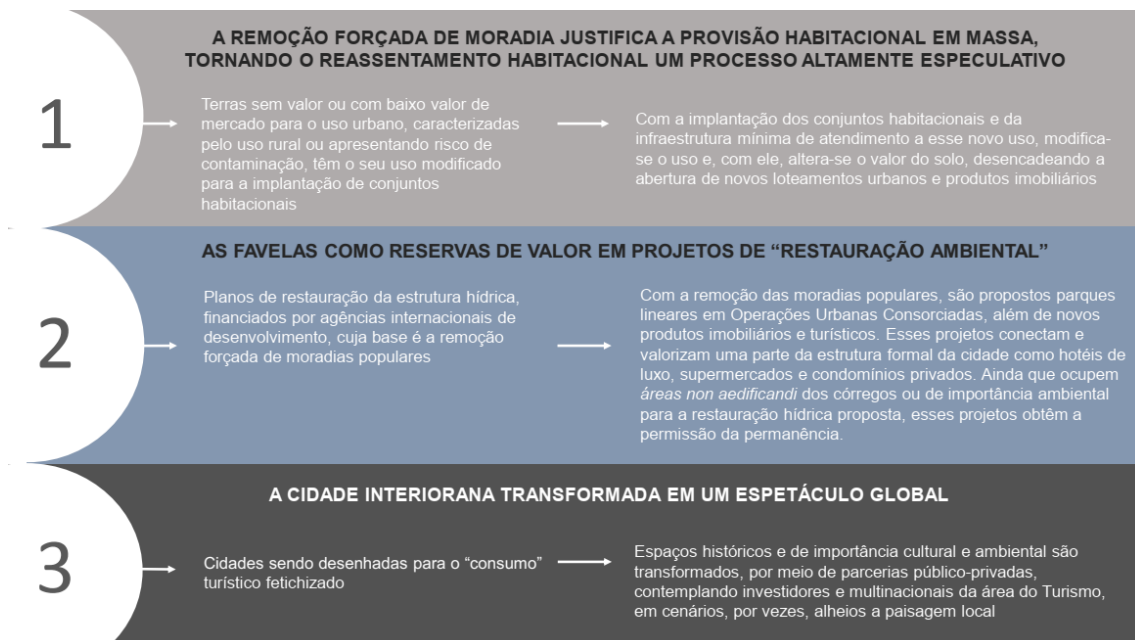 1
A REMOÇÃO FORÇADA DE MORADIA JUSTIFICA A PROVISÃO HABITACIONAL EM MASSA,
TORNANDO O REASSENTAMENTO HABITACIONAL UM PROCESSO ALTAMENTE ESPECULATIVO
Terras sem valor ou com baixo valor de
mercado para o uso urbano, caracterizadas
pelo uso rural ou apresentando risco de
contaminação, têm o seu uso modificado
para a implantação de conjuntos
habitacionais
Com a implantação dos conjuntos habitacionais e da
infraestrutura mínima de atendimento a esse novo uso, modifica-
se o uso e, com ele, altera-se o valor do solo, desencadeando a
abertura de novos loteamentos urbanos e produtos imobiliários
2
AS FAVELAS COMO RESERVAS DE VALOR EM PROJETOS DE “RESTAURAÇÃO AMBIENTAL”
Planos de restauração da estrutura hídrica,
financiados por agências internacionais de
desenvolvimento, cuja base é a remoção
forçada de moradias populares
Com a remoção das moradias populares, são propostos parques
lineares em Operações Urbanas Consorciadas, além de novos
produtos imobiliários e turísticos. Esses projetos conectam e
valorizam uma parte da estrutura formal da cidade como hotéis de
luxo, supermercados e condomínios privados. Ainda que ocupem
áreas non aedificandi dos córregos ou de importância ambiental
para a restauração hídrica proposta, esses projetos obtêm a
permissão da permanência.
3
A CIDADE INTERIORANA TRANSFORMADA EM UM ESPETÁCULO GLOBAL
Cidades sendo desenhadas para o “consumo”
turístico fetichizado
Espaços históricos e de importância cultural e ambiental são
transformados, por meio de parcerias público-privadas,
contemplando investidores e multinacionais da área do Turismo,
em cenários, por vezes, alheios a paisagem local